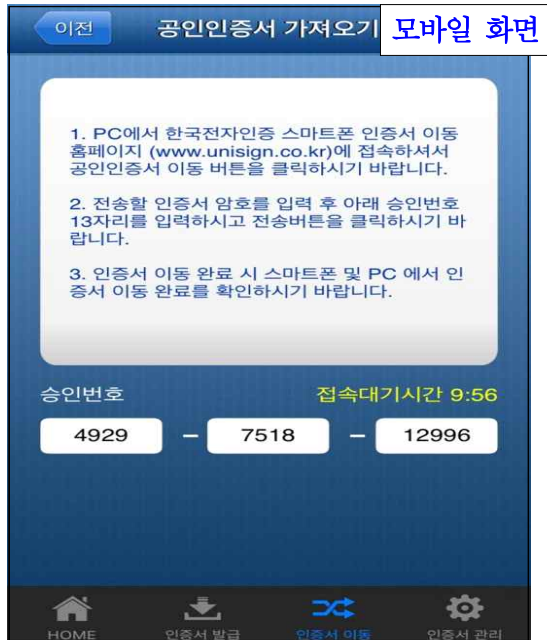 이전 공인인증서 가져오기 모바일 화면
1. PC에서 한국전자인증 스마트폰 인증서 이동
홈페이지 (www.unisign.co.kr)에 접속하셔서
공인인증서 이동 버튼을 클릭하시기 바랍니다.
2. 전송할 인증서 암호를 입력 후 아래 승인번호
13자리를 입력하시고 전송버튼을 클릭하시기 바
랍니다.
3. 인증서 이동 완료 시 스마트폰 및 PC 에서 인
증서 이동 완료를 확인하시기 바랍니다.
승인번호 접속대기시간 9:56
4929 - 7518 - 12996
HOME 인증서 발급 인증서 이동 인증서 관리